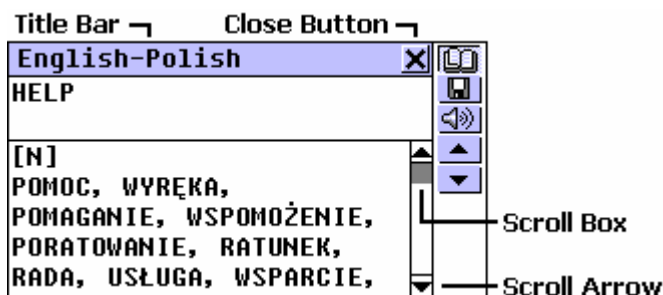 Title Bar Close Button
English-Polish
HELP
[N]
POMOC, WYRĘKA,
POMAGANIE, WSPOMOŻENIE,
Scroll Box
PORATOWANIE, RATUNEK,
RADA, USŁUGA, WSPARCIE,
Scroll Arrow